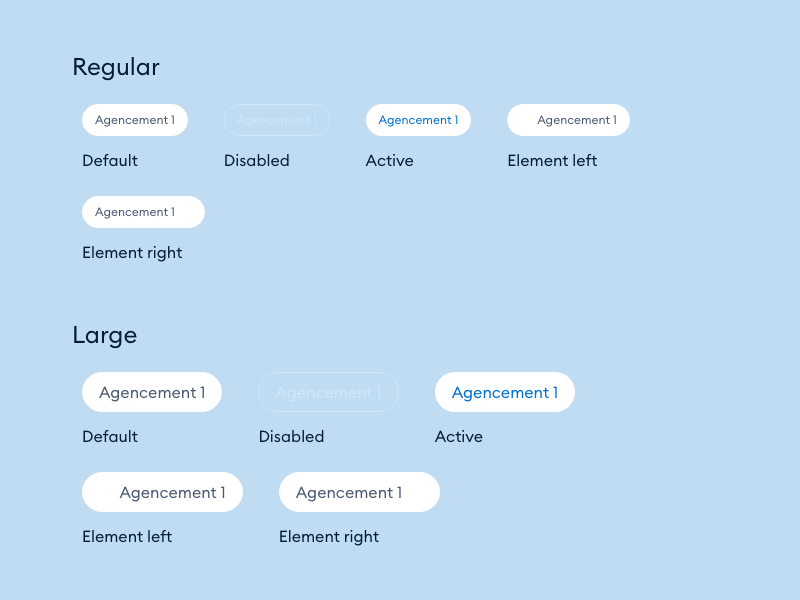 Regular
Agencement 1
Agencement 1
Agencement 1
Agencement 1
Default
Disabled
Active
Element left
Agencement 1
Element right
Large
Agencement 1
Agencement 1
Agencement 1
Default
Disabled
Active
Agencement 1
Agencement 1
Element left
Element right